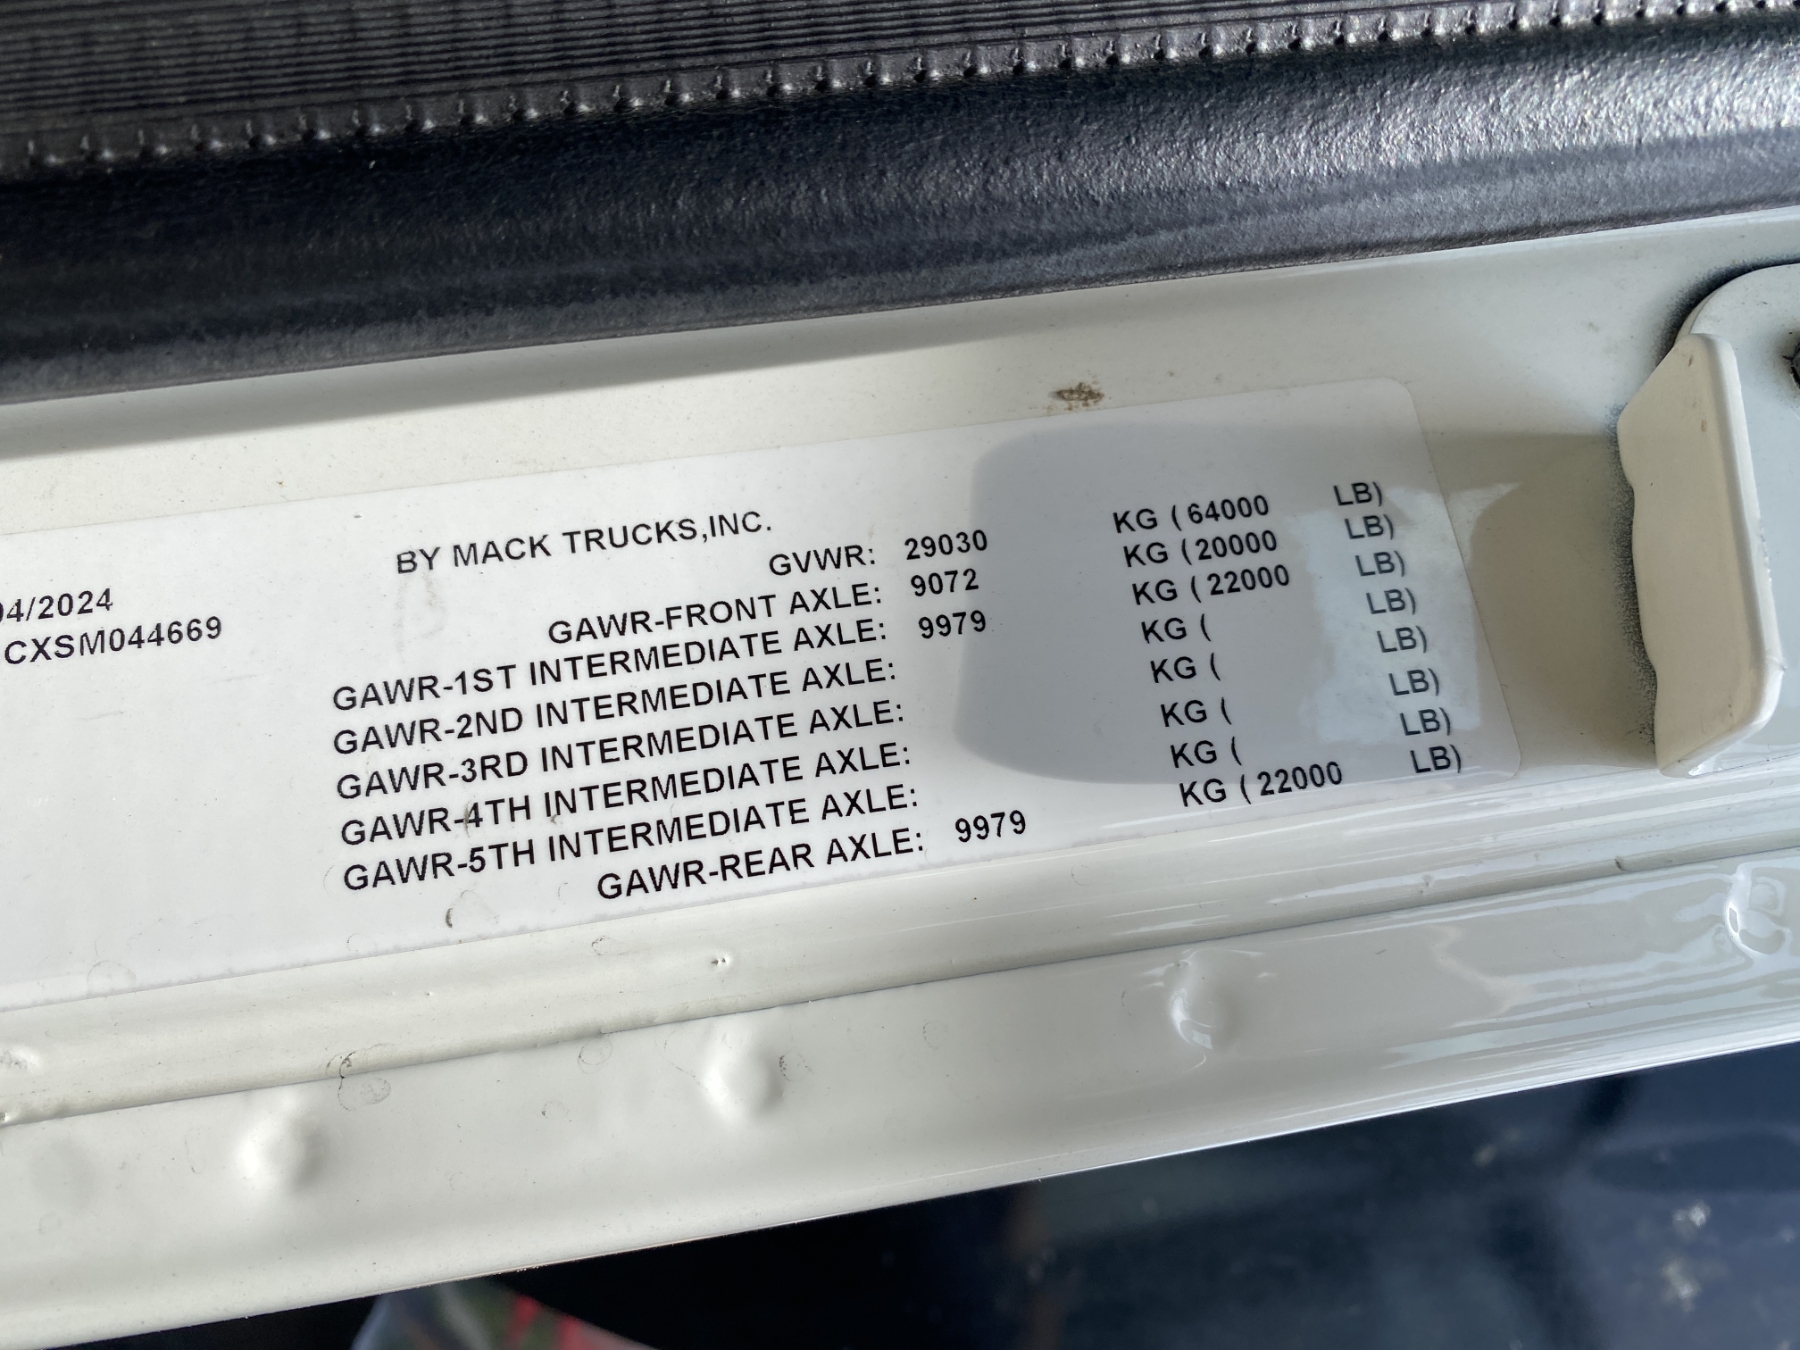 BY MACK TRUCKS,INC.
04/2024
CXSM044669
GVWR: 29030 KG (64000 LB)
GAWR-FRONT AXLE: 9072 KG (20000 LB)
GAWR-1ST INTERMEDIATE AXLE: 9979 KG (22000 LB)
GAWR-2ND INTERMEDIATE AXLE: KG ( LB)
GAWR-3RD INTERMEDIATE AXLE: KG ( LB)
GAWR-4TH INTERMEDIATE AXLE: KG ( LB)
GAWR-5TH INTERMEDIATE AXLE: KG ( LB)
GAWR-REAR AXLE: 9979 KG (22000 LB)